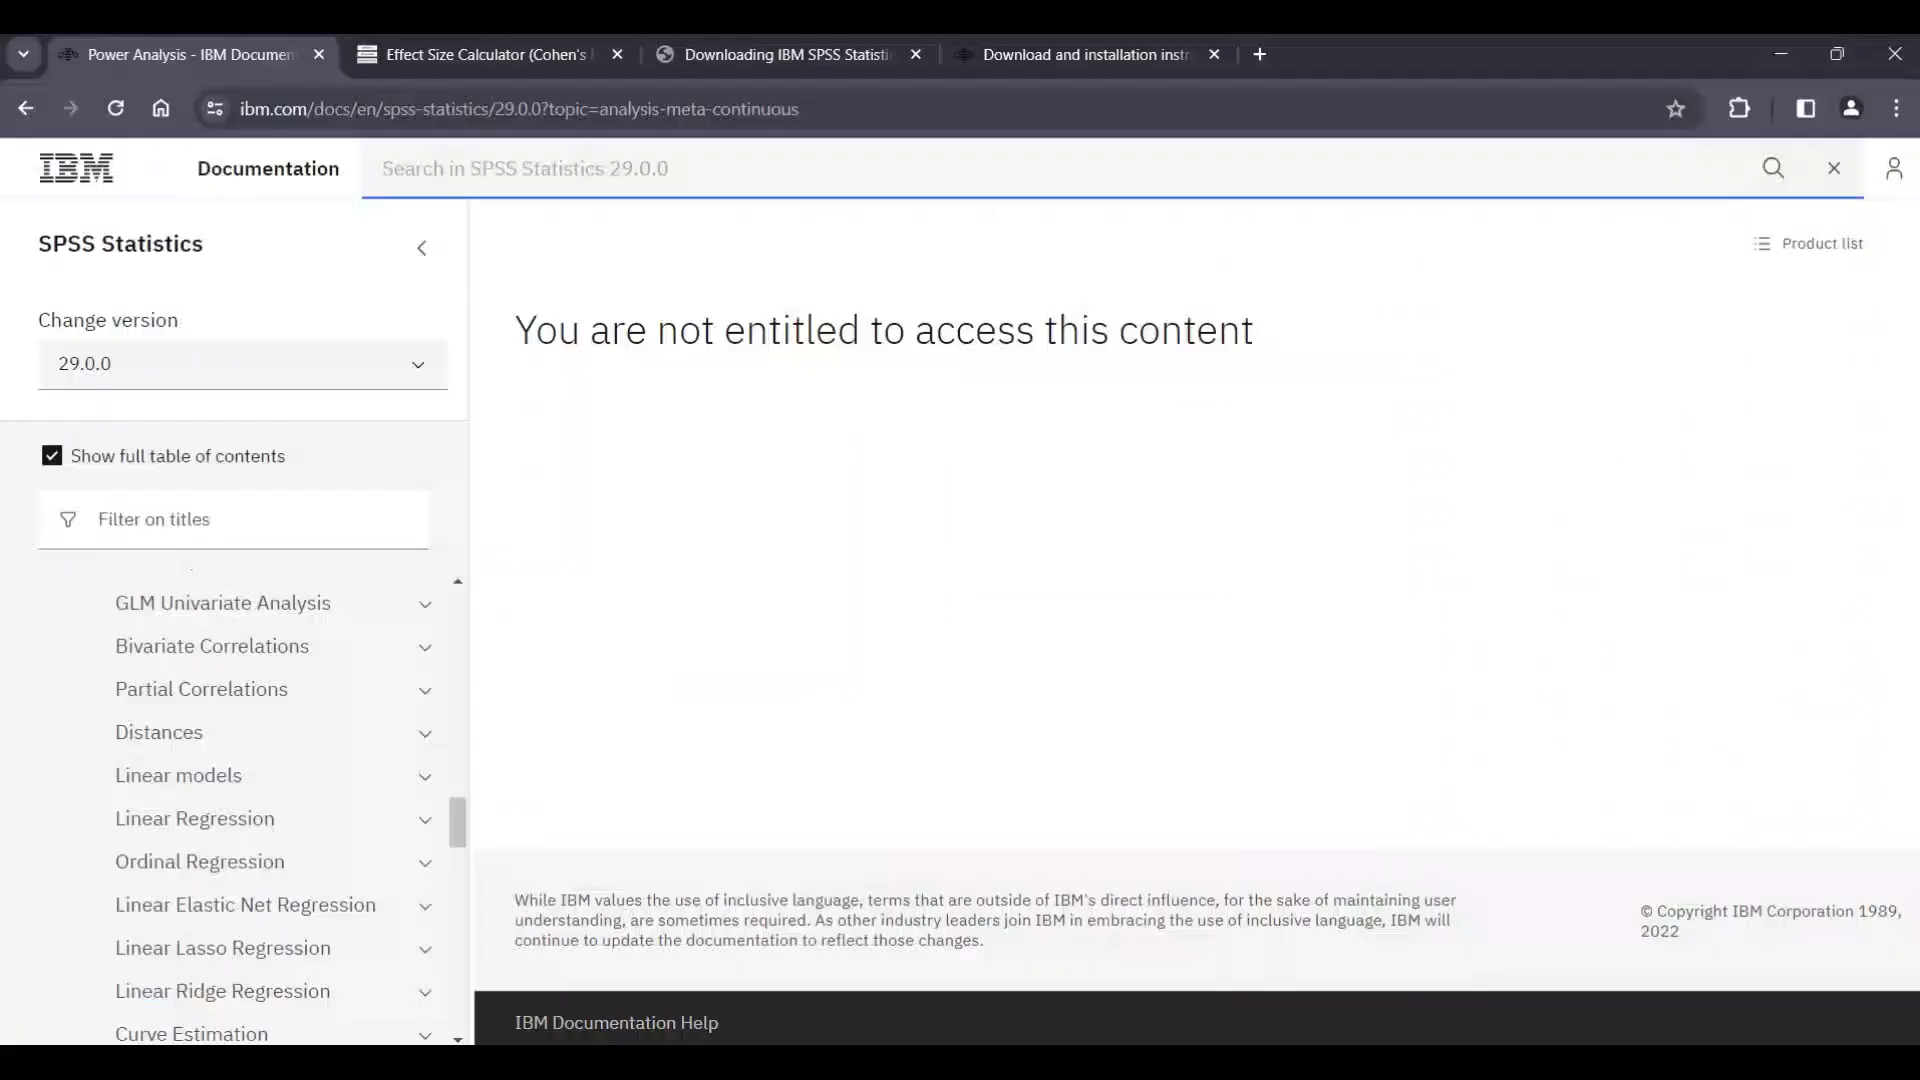 Power Analysis - IBM Documen
Effect Size Calculator (Cohen's
Downloading IBM SPSS Statisti
Download and installation instr
ibm.com/docs/en/spss-statistics/29.0.0?topic=analysis-meta-continuous
IBM
Documentation
Search in SPSS Statistics 29.0.0
SPSS Statistics
Product list
Change version
29.0.0
You are not entitled to access this content
Show full table of contents
Filter on titles
GLM Univariate Analysis
Bivariate Correlations
Partial Correlations
Distances
Linear models
Linear Regression
Ordinal Regression
Linear Elastic Net Regression
Linear Lasso Regression
Linear Ridge Regression
Curve Estimation
While IBM values the use of inclusive language, terms that are outside of IBM's direct influence, for the sake of maintaining user
understanding, are sometimes required. As other industry leaders join IBM in embracing the use of inclusive language, IBM will
continue to update the documentation to reflect those changes.
© Copyright IBM Corporation 1989,
2022
IBM Documentation Help